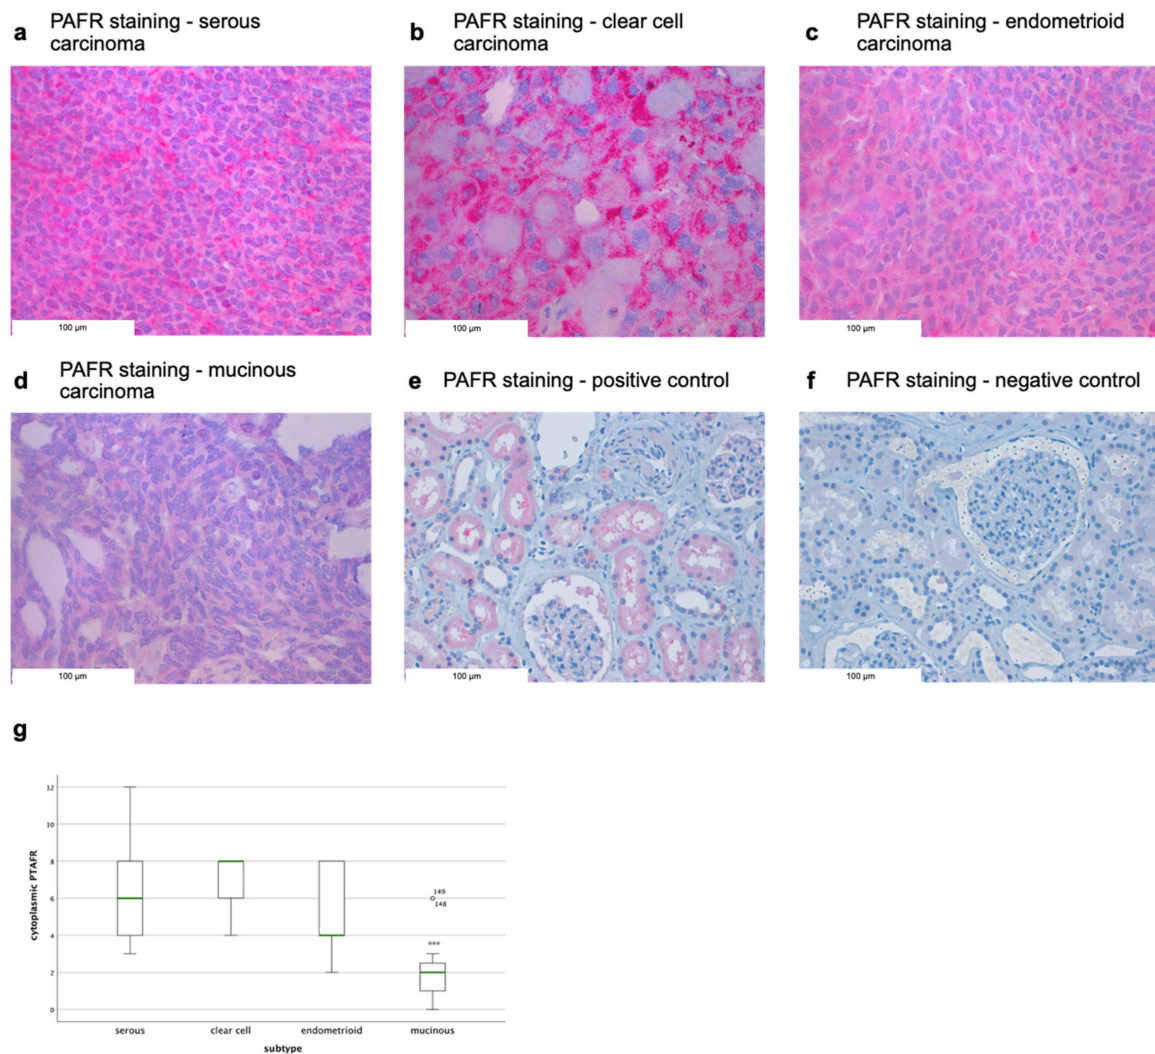 a PAFR staining - serous
carcinoma
b PAFR staining - clear cell
carcinoma
c PAFR staining - endometrioid
carcinoma
100 µm
100 µm
100 µm
d PAFR staining - mucinous
carcinoma
e PAFR staining - positive control
f PAFR staining - negative control
100 µm
100 µm
100 µm
g
12
10
8
6
4
2
0
cytoplasmic PTAFR
149
148
***
serous
clear cell
endometrioid
mucinous
subtype